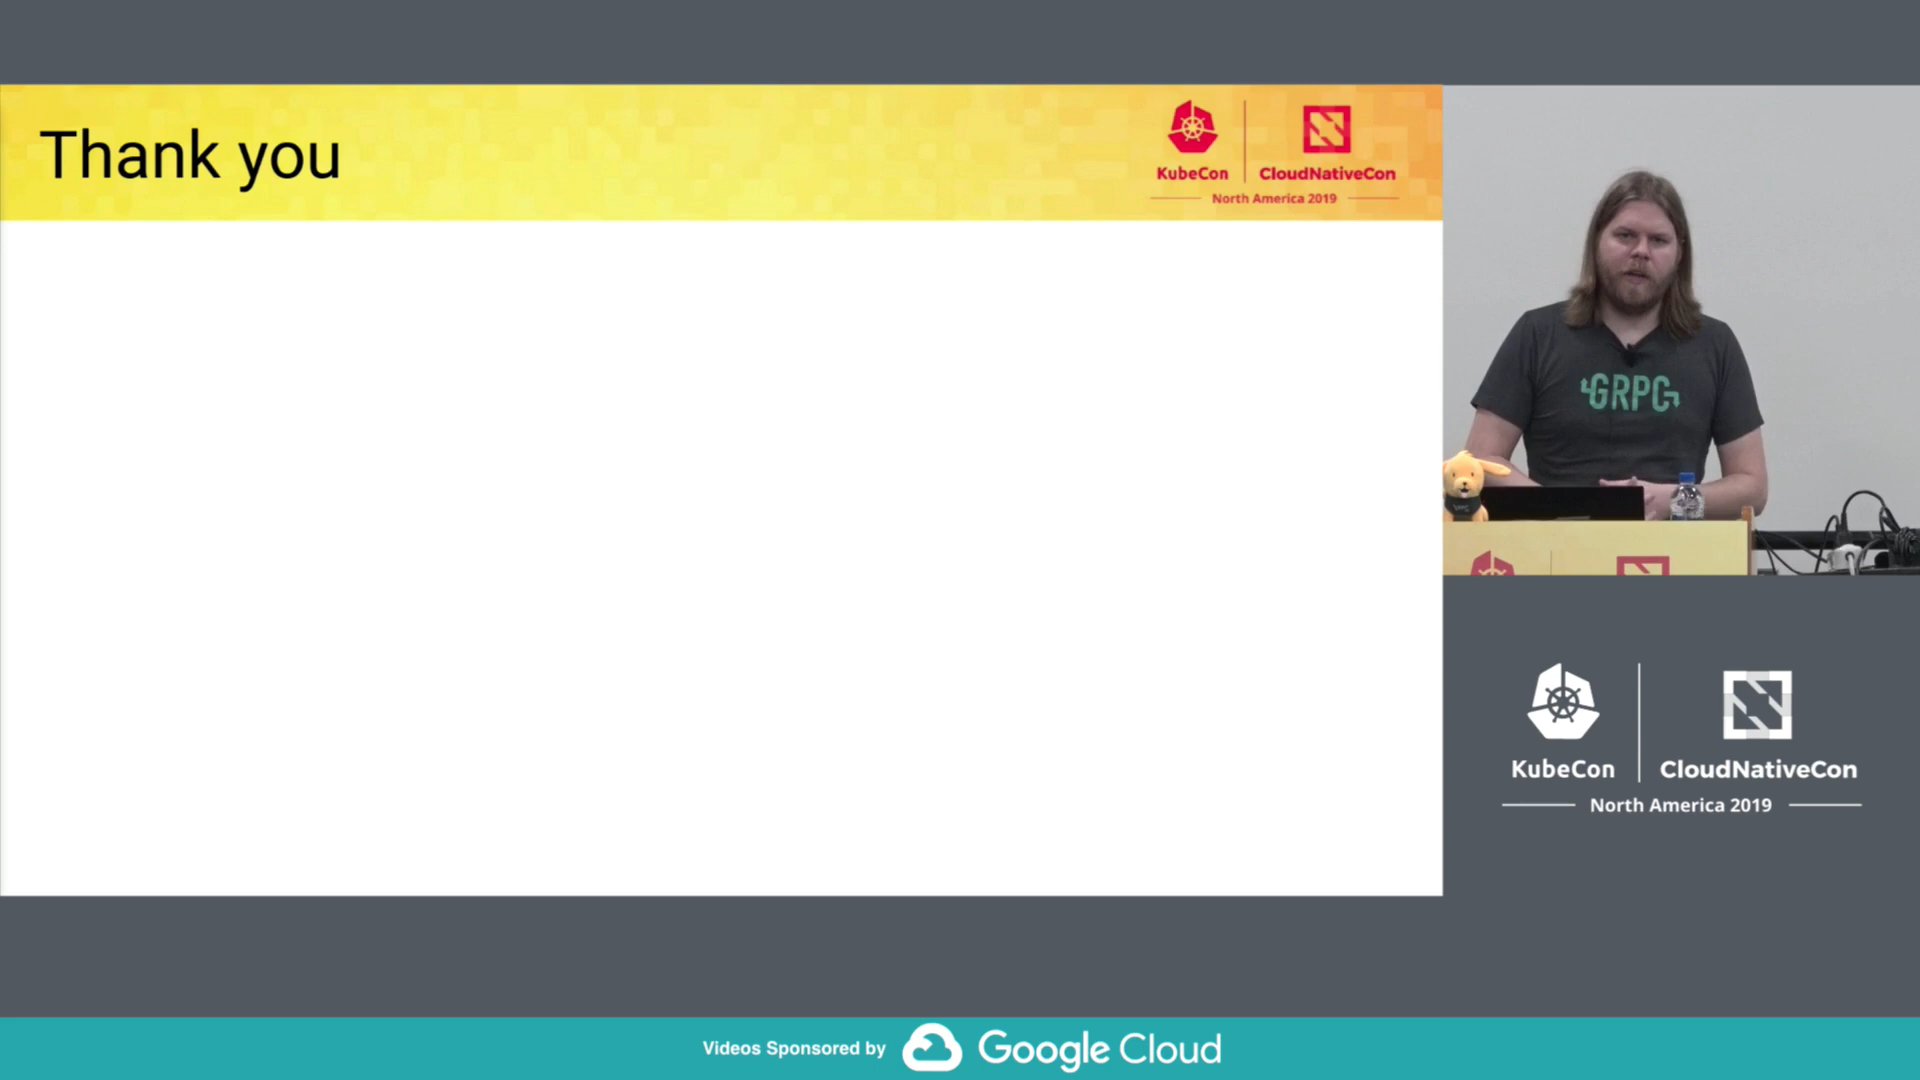 Thank you
KubeCon
CloudNativeCon
North America 2019
GRPC
KubeCon
CloudNativeCon
North America 2019
Videos Sponsored by
Google Cloud